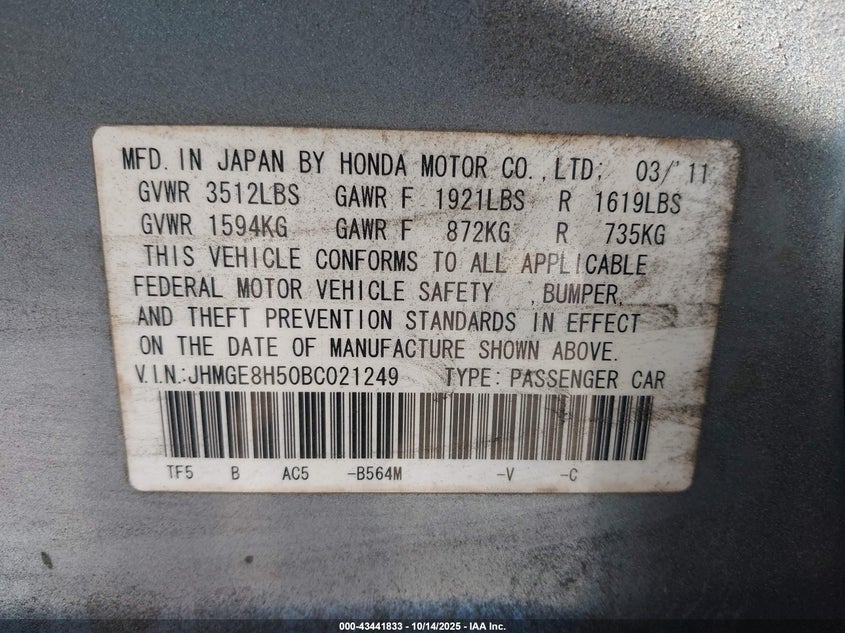 MFD. IN JAPAN BY HONDA MOTOR CO.,LTD; 03/'11
GVWR 3512LBS GAWR F 1921LBS R 1619LBS
GVWR 1594KG GAWR F 872KG R 735KG
THIS VEHICLE CONFORMS TO ALL APPLICABLE
FEDERAL MOTOR VEHICLE SAFETY ,BUMPER,
AND THEFT PREVENTION STANDARDS IN EFFECT
ON THE DATE OF MANUFACTURE SHOWN ABOVE.
V.I.N.:JHMGE8H50BC021249 TYPE: PASSENGER CAR
TF5 B AC5 -B564M -V -C
000-43441833 - 10/14/2025 - IAA Inc.